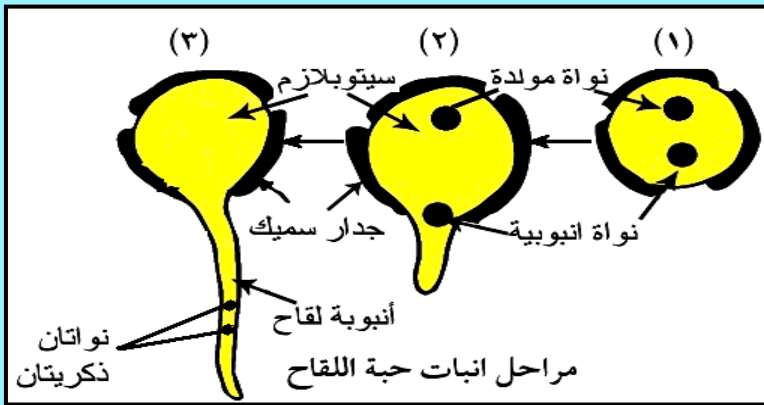 (١)
(٢)
(٣)
نواة مولدة
سيتوبلازم
نواة انبوبية
جدار سميك
أنبوبة لقاح
نواتان
ذكريتان
مراحل انبات حبة اللقاح